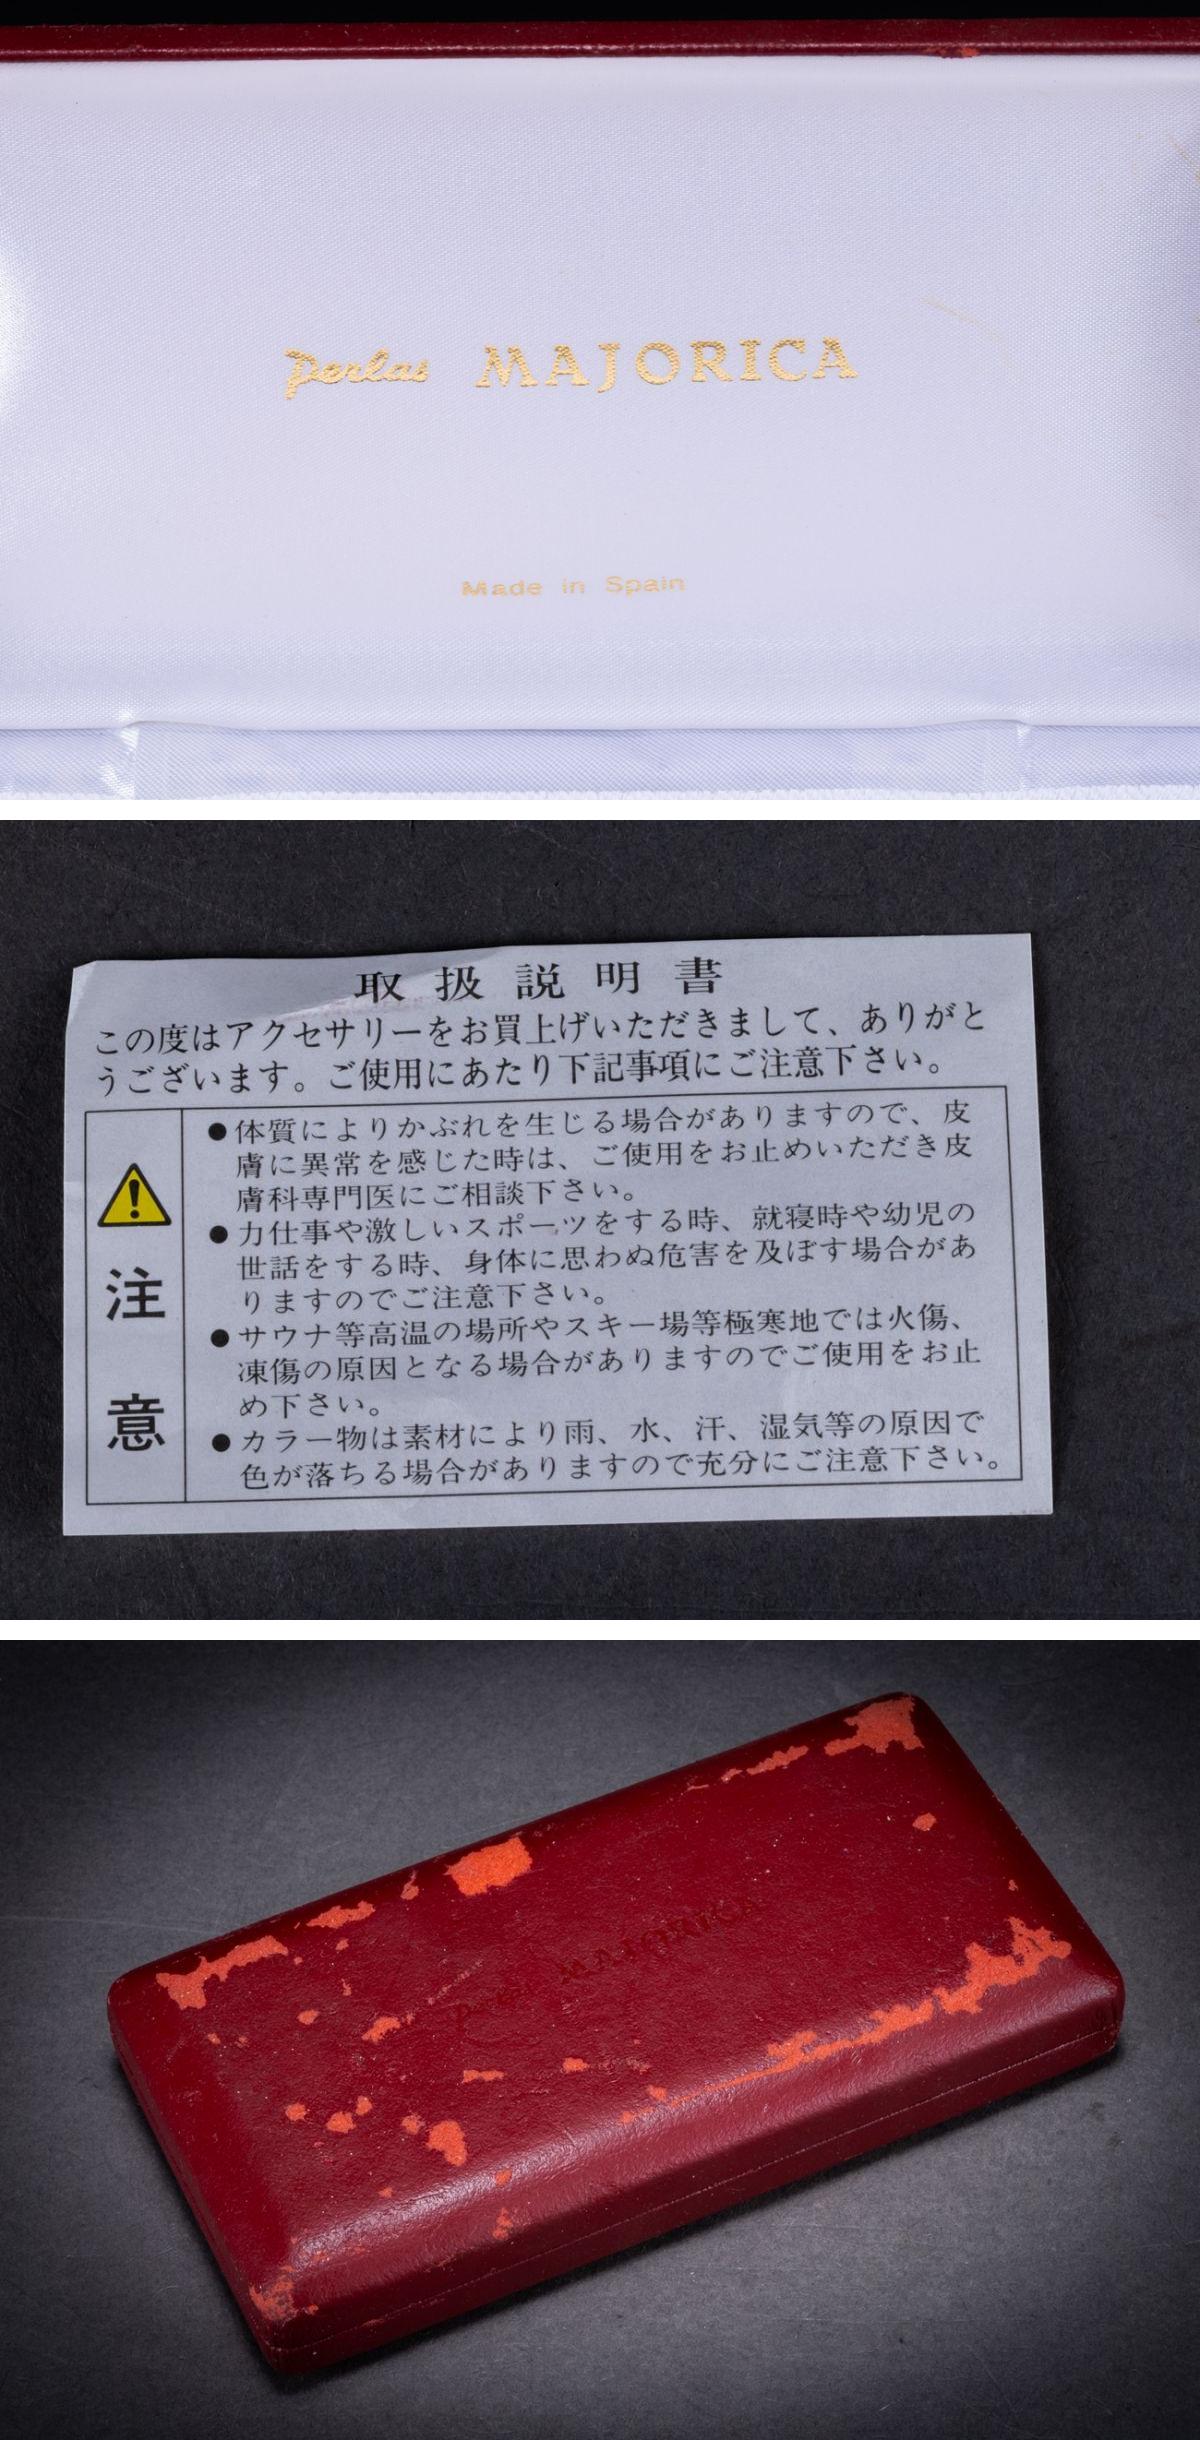 Perlas MAJORICA
Made in Spain
取扱説明書
この度はアクセサリーをお買上げいただきまして、ありがと
うございます。ご使用にあたり下記事項にご注意下さい。
注意
●体質によりかぶれを生じる場合がありますので、皮
膚に異常を感じた時は、ご使用をお止めいただき皮
膚科専門医にご相談下さい。
●力仕事や激しいスポーツをする時、就寝時や幼児の
世話をする時、身体に思わぬ危害を及ぼす場合があ
りますのでご注意下さい。
●サウナ等高温の場所やスキー場等極寒地では火傷、
凍傷の原因となる場合がありますのでご使用をお止
め下さい。
●カラー物は素材により雨、水、汗、湿気等の原因で
色が落ちる場合がありますので充分にご注意下さい。
Perlas MAJORICA